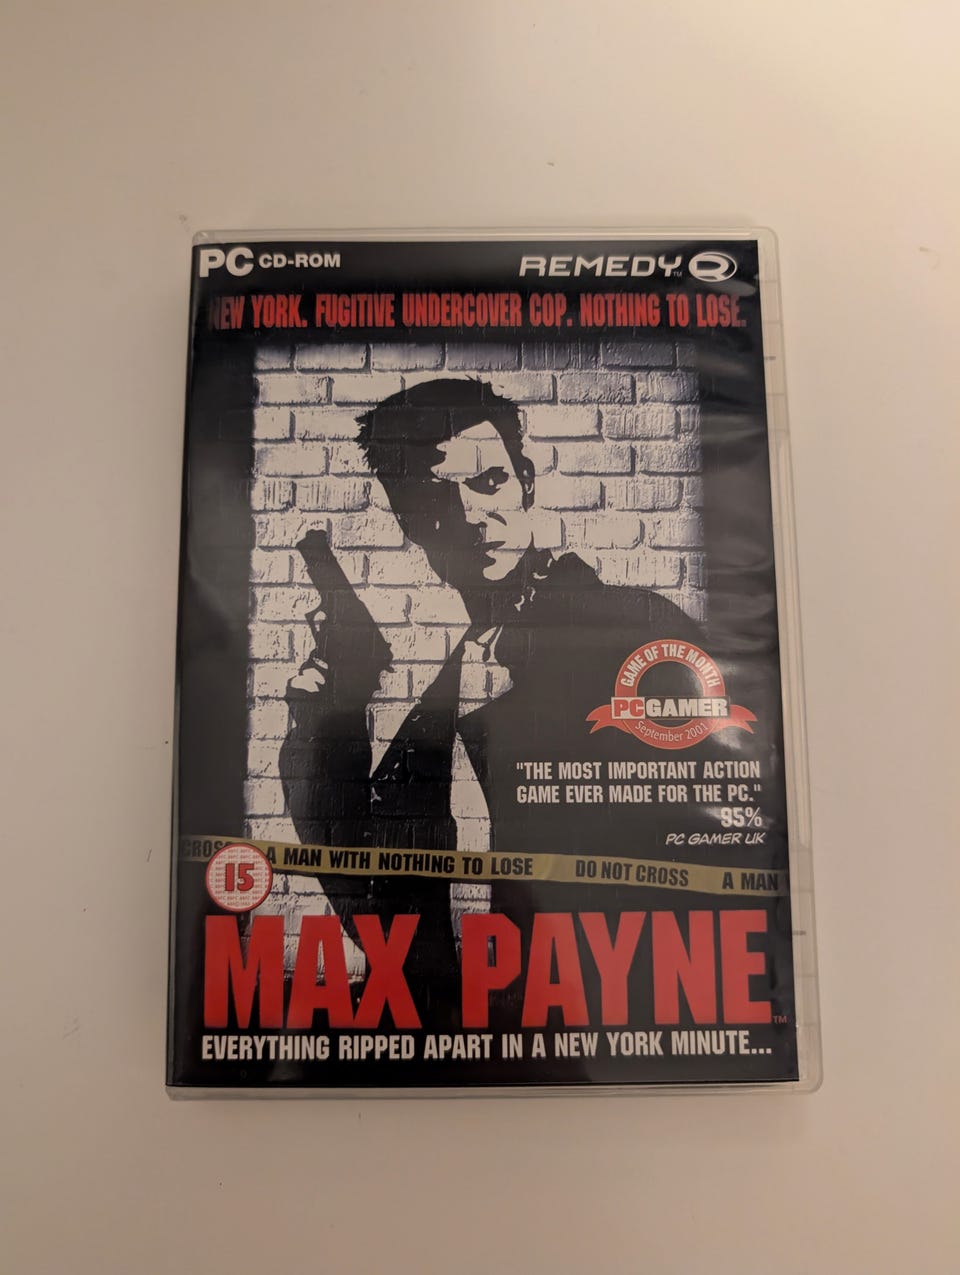 PC CD-ROM
REMEDY
NEW YORK. FUGITIVE UNDERCOVER COP. NOTHING TO LOSE.
GAME OF THE MONTH
PC GAMER
September 2001
"THE MOST IMPORTANT ACTION
GAME EVER MADE FOR THE PC."
95%
PC GAMER UK
CROSS A MAN WITH NOTHING TO LOSE DO NOT CROSS A MAN
15
MAX PAYNE™
EVERYTHING RIPPED APART IN A NEW YORK MINUTE...